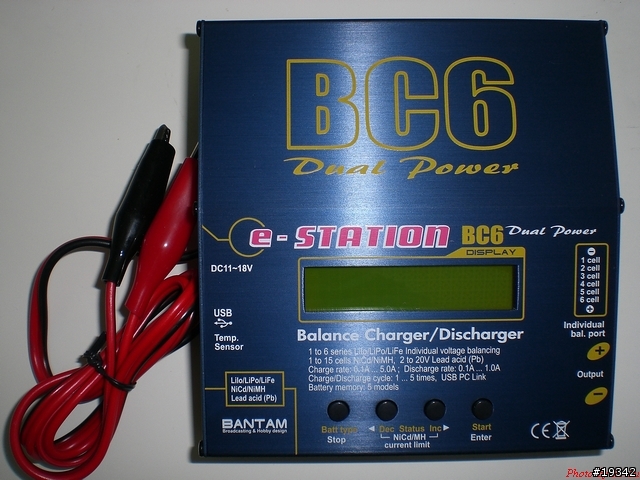 BC6
Dual Power
e-STATION BC6 Dual Power
DISPLAY
DC11~18V
USB
Temp.
Sensor
1 cell
2 cell
3 cell
4 cell
5 cell
6 cell
Individual
bal. port
+
Output
−
Balance Charger/Discharger
1 to 6 series LiIo/LiPo/LiFe Individual voltage balancing
1 to 15 cells NiCd/NiMH, 2 to 20V Lead acid (Pb)
Charge rate: 0.1A ... 5.0A ; Discharge rate: 0.1A ... 1.0A
Charge/Discharge cycle: 1 ... 5 times, USB PC Link
Battery memory: 5 models
LiIo/LiPo/LiFe
NiCd/NiMH
Lead acid (Pb)
BANTAM
Broadcasting & Hobby design
Batt type
Stop
Dec Status Inc
NiCd/MH
current limit
Start
Enter
CE
#19342